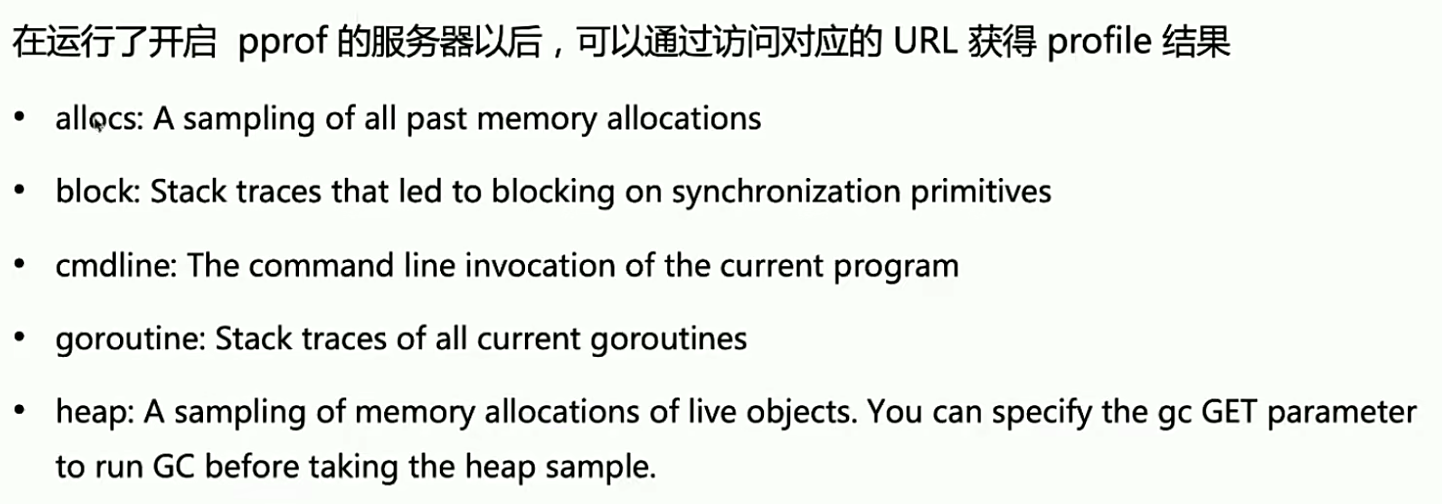 在运行了开启 pprof 的服务器以后，可以通过访问对应的 URL 获得 profile 结果
• allocs: A sampling of all past memory allocations
• block: Stack traces that led to blocking on synchronization primitives
• cmdline: The command line invocation of the current program
• goroutine: Stack traces of all current goroutines
• heap: A sampling of memory allocations of live objects. You can specify the gc GET parameter
to run GC before taking the heap sample.